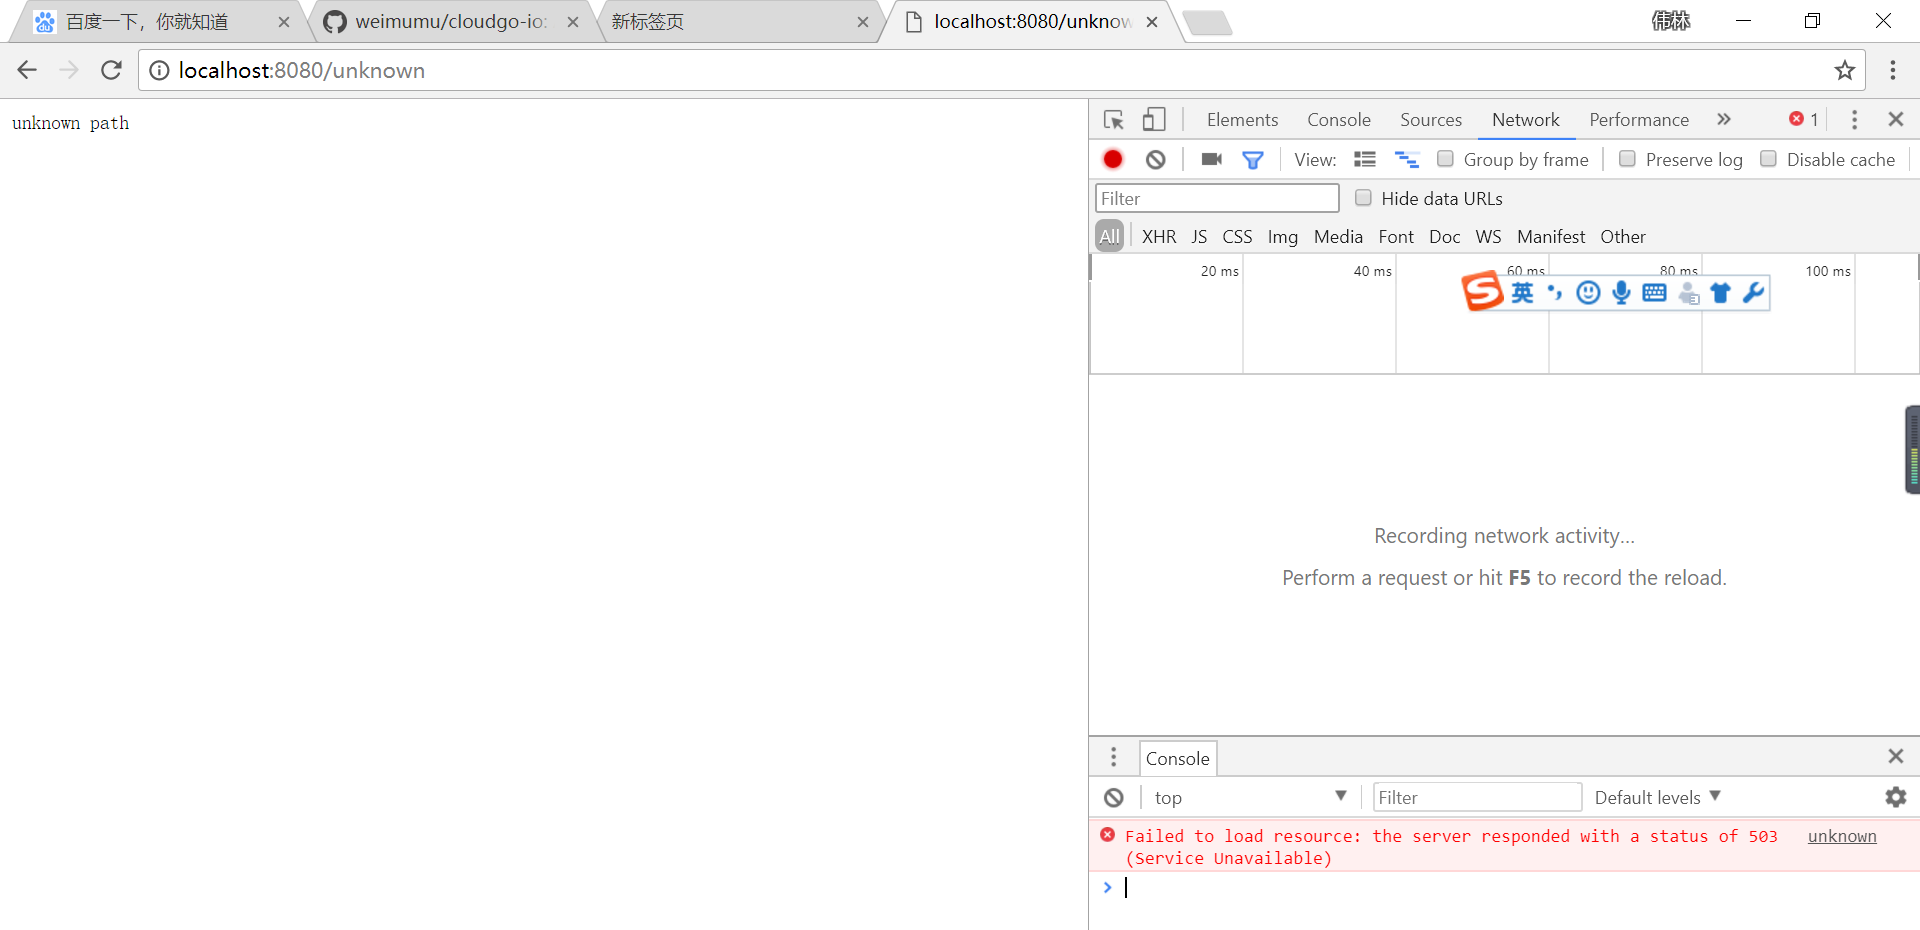 百度一下，你就知道
weimumu/cloudgo-io:
新标签页
localhost:8080/unknow
伟林
localhost:8080/unknown
unknown path
Elements Console Sources Network Performance 1
View: Group by frame Preserve log Disable cache
Filter Hide data URLs
All XHR JS CSS Img Media Font Doc WS Manifest Other
20 ms 40 ms 60 ms 80 ms 100 ms
S 英
Recording network activity...
Perform a request or hit F5 to record the reload.
Console
top Filter Default levels
Failed to load resource: the server responded with a status of 503 unknown
(Service Unavailable)